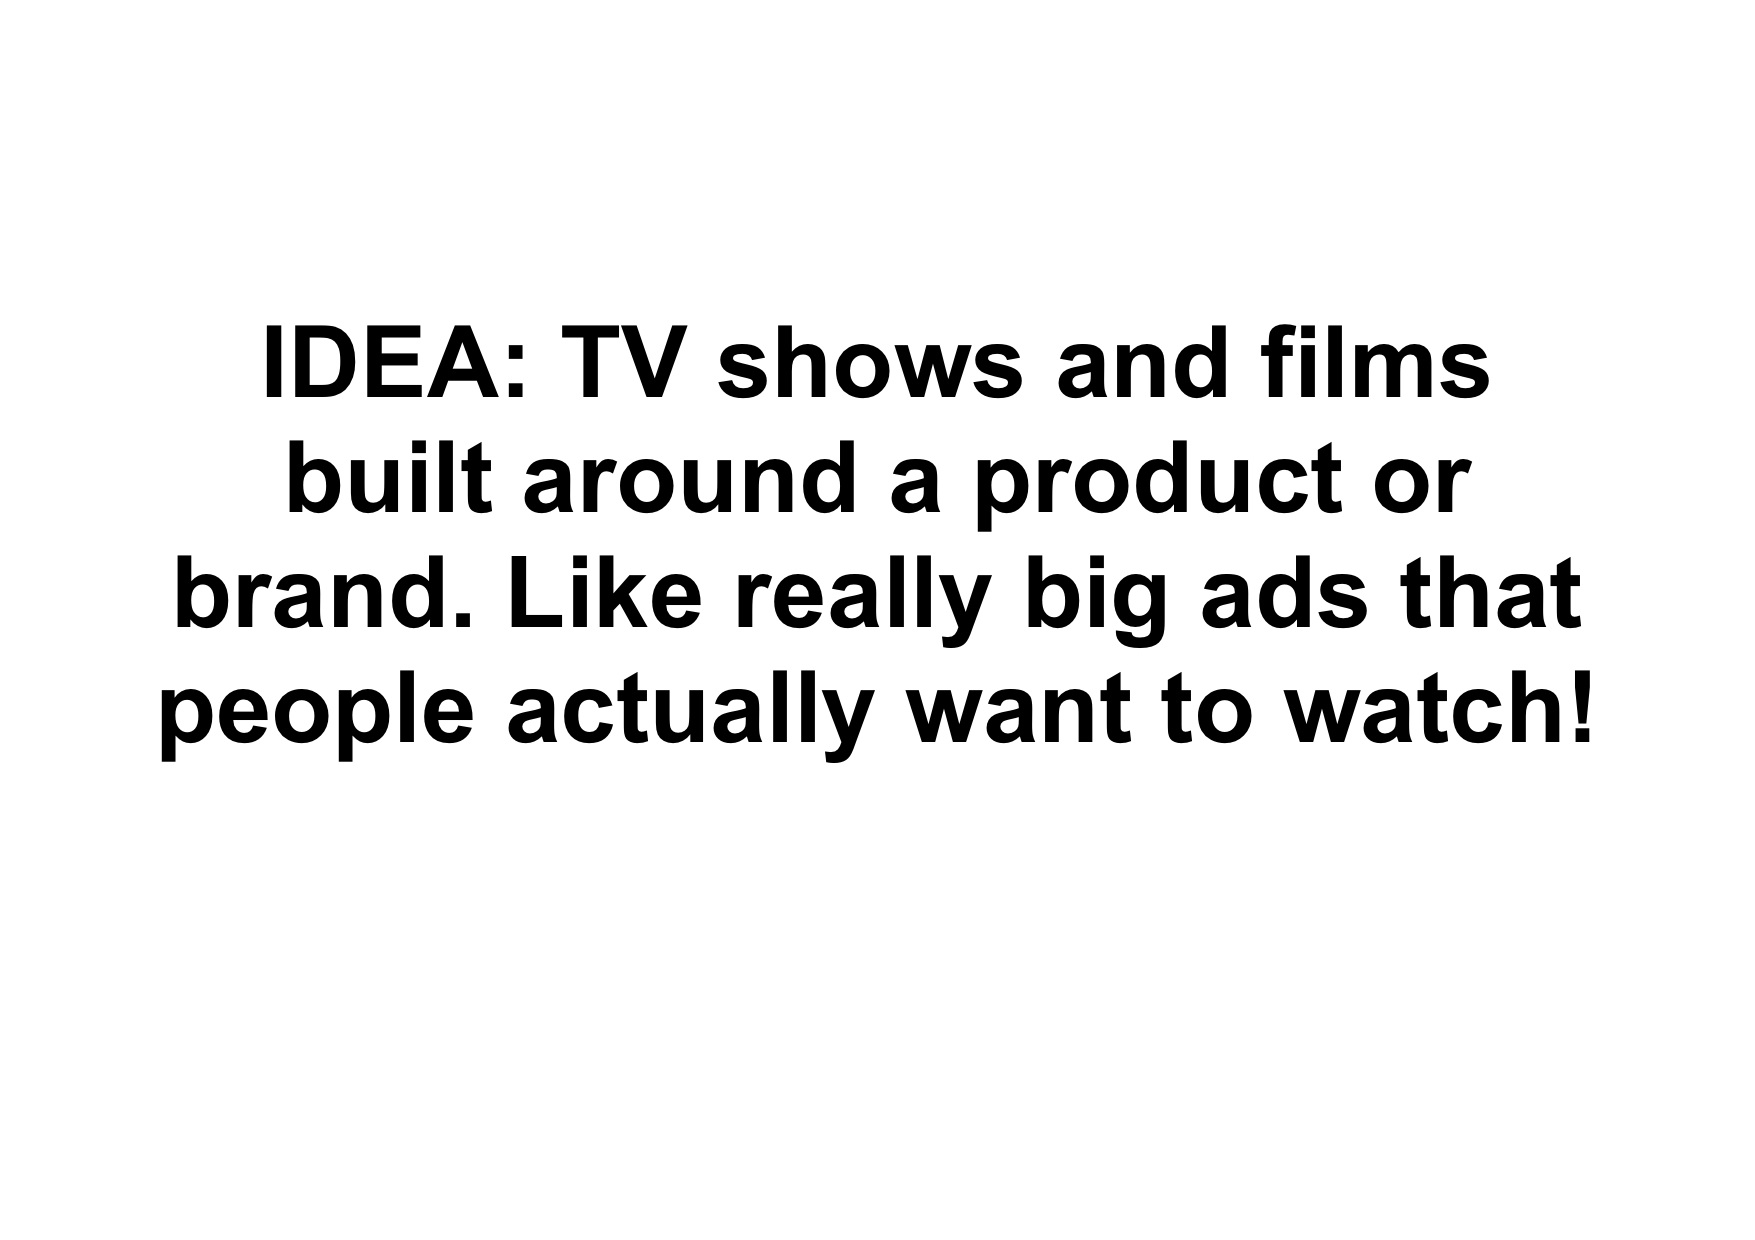 IDEA: TV shows and films
built around a product or
brand. Like really big ads that
people actually want to watch!